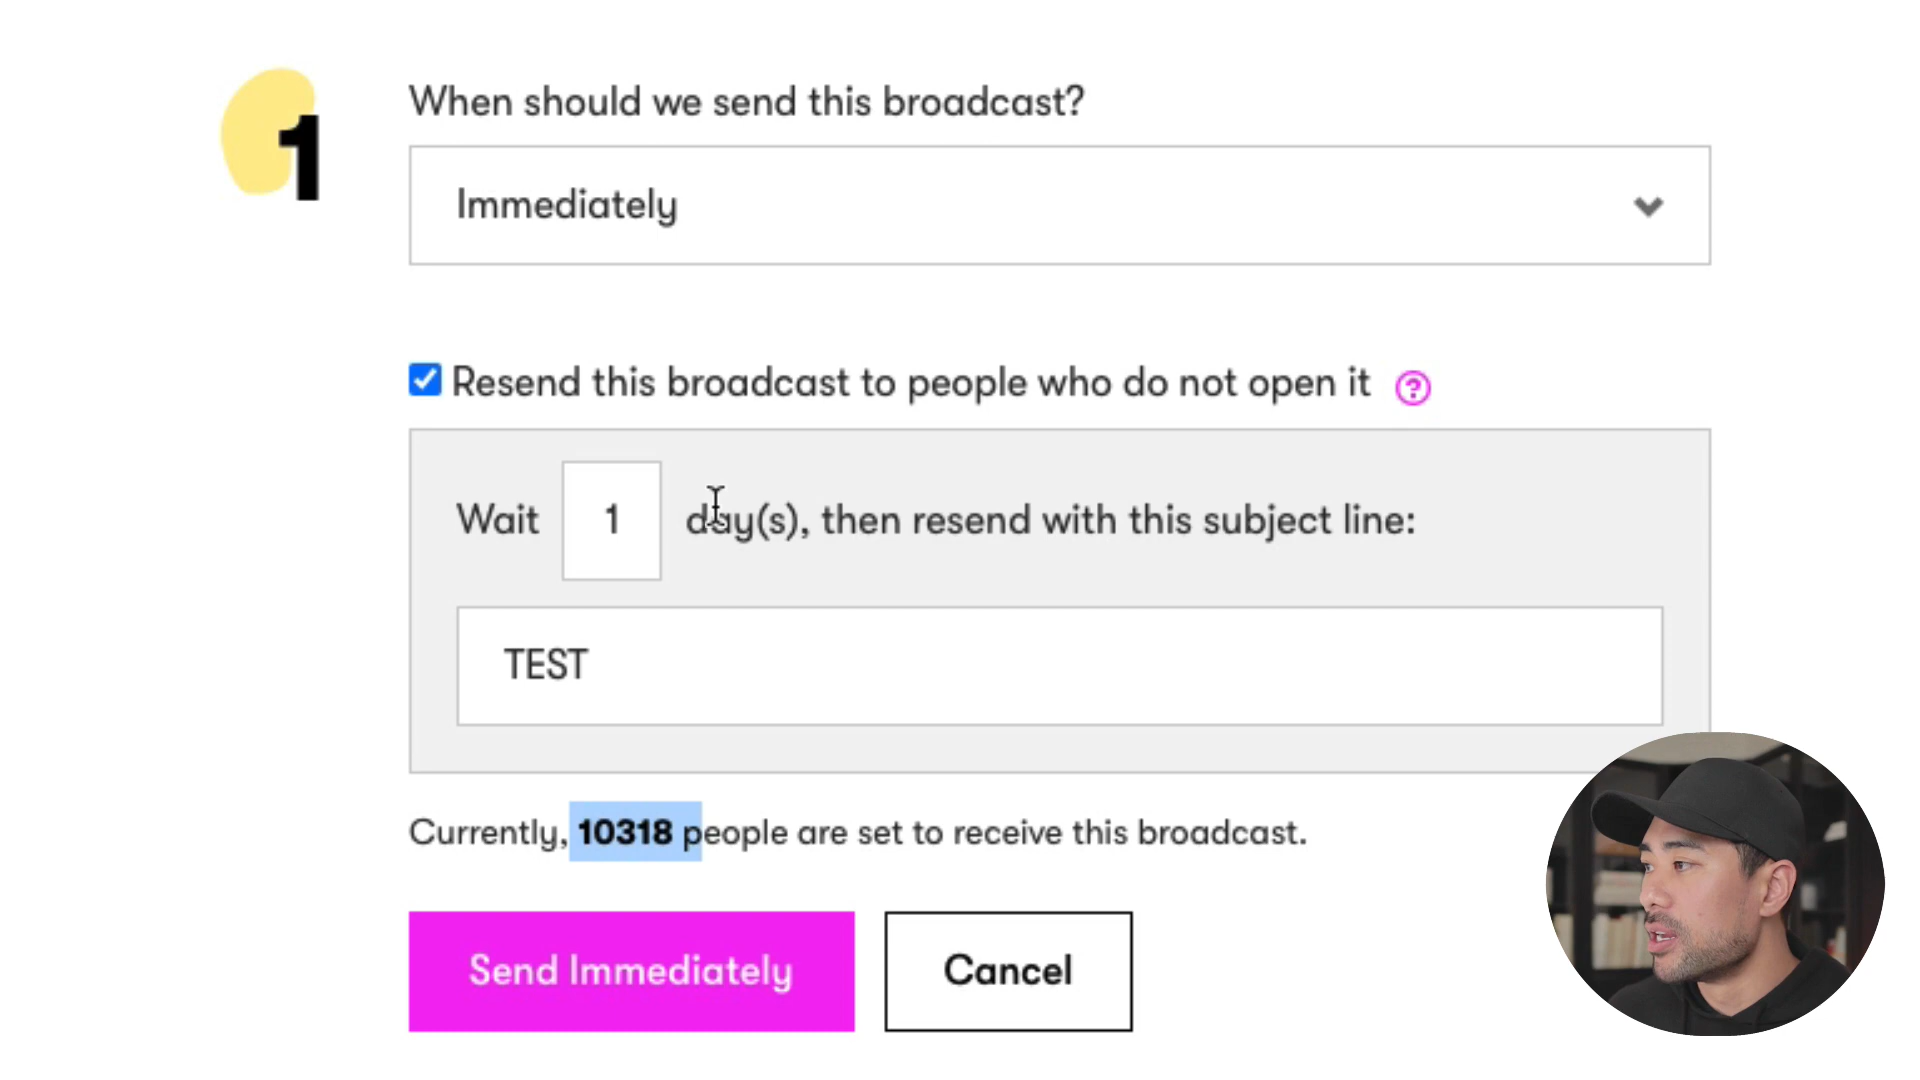 1
When should we send this broadcast?
Immediately
Resend this broadcast to people who do not open it ?
Wait 1 day(s), then resend with this subject line:
TEST
Currently, 10318 people are set to receive this broadcast.
Send Immediately Cancel